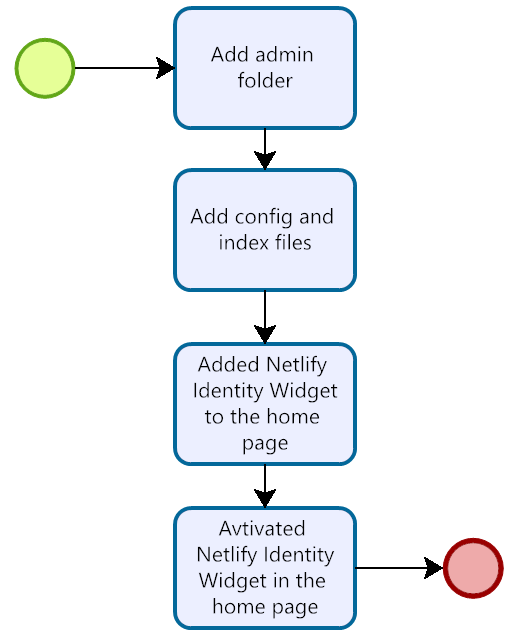 Add admin
folder
Add config and
index files
Added Netlify
Identity Widget
to the home
page
Avtivated
Netlify Identity
Widget in the
home page